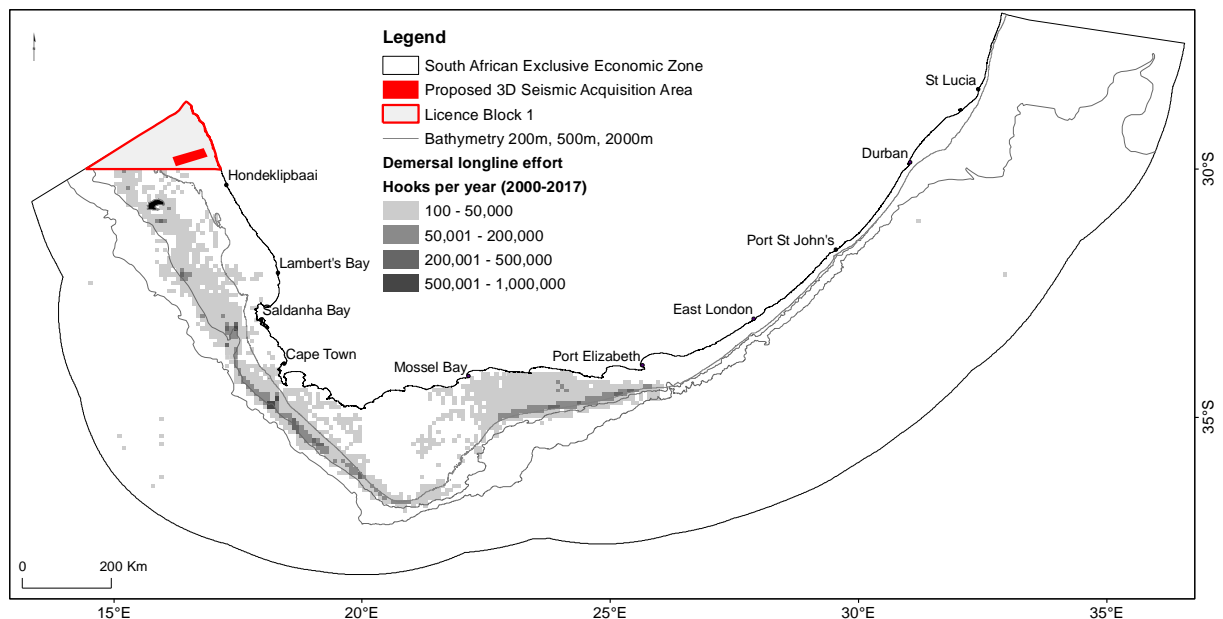 Legend
South African Exclusive Economic Zone
Proposed 3D Seismic Acquisition Area
Licence Block 1
Bathymetry 200m, 500m, 2000m
Demersal longline effort
Hooks per year (2000-2017)
100 - 50,000
50,001 - 200,000
200,001 - 500,000
500,001 - 1,000,000
St Lucia
Durban
Hondeklipbaai
Port St John's
Lambert's Bay
East London
Saldanha Bay
Cape Town
Mossel Bay
Port Elizabeth
30°S
35°S
0 200 Km
15°E 20°E 25°E 30°E 35°E